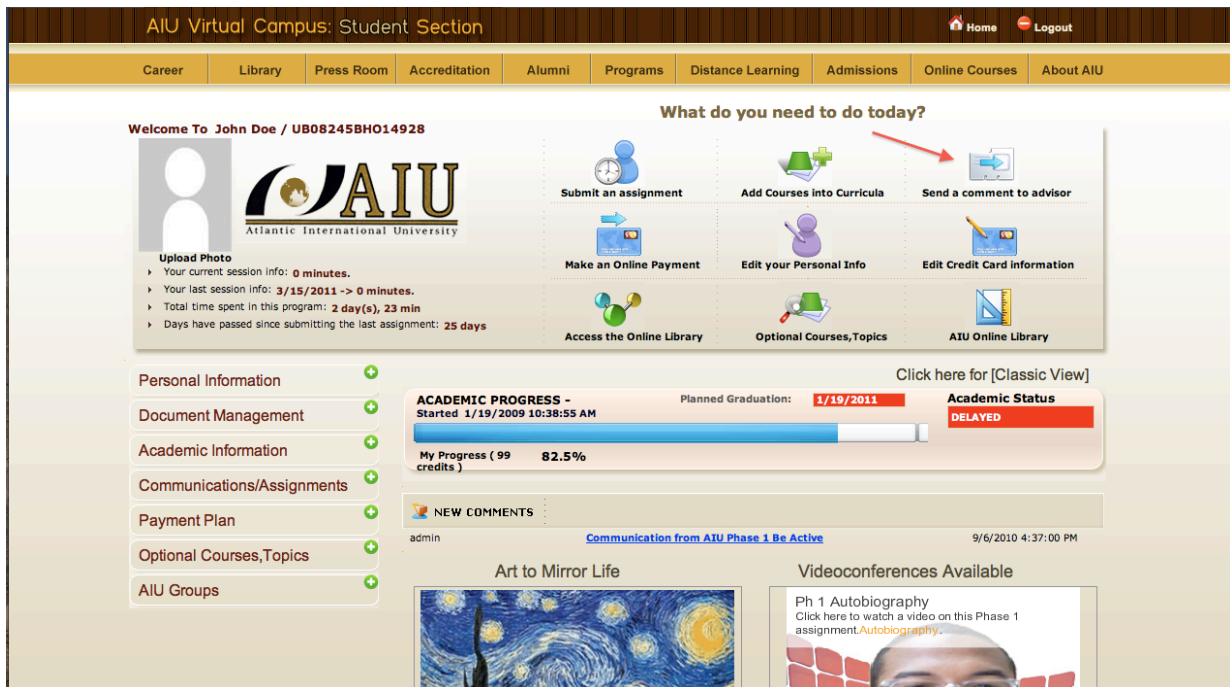 AIU Virtual Campus: Student Section
Home
Logout
Career
Library
Press Room
Accreditation
Alumni
Programs
Distance Learning
Admissions
Online Courses
About AIU
What do you need to do today?
Welcome To John Doe / UB08245BHO14928
AIU
Atlantic International University
Upload Photo
Your current session info: 0 minutes.
Your last session info: 3/15/2011 -> 0 minutes.
Total time spent in this program: 2 day(s), 23 min
Days have passed since submitting the last assignment: 25 days
Submit an assignment
Add Courses into Curricula
Send a comment to advisor
Make an Online Payment
Edit your Personal Info
Edit Credit Card information
Access the Online Library
Optional Courses,Topics
AIU Online Library
Personal Information
Document Management
Academic Information
Communications/Assignments
Payment Plan
Optional Courses,Topics
AIU Groups
Click here for [Classic View]
ACADEMIC PROGRESS -
Started 1/19/2009 10:38:55 AM
Planned Graduation: 1/19/2011
Academic Status
DELAYED
My Progress ( 99
credits )
82.5%
NEW COMMENTS
admin
Communication from AIU Phase 1 Be Active
9/6/2010 4:37:00 PM
Art to Mirror Life
Videoconferences Available
Ph 1 Autobiography
Click here to watch a video on this Phase 1
assignment.Autobiography.